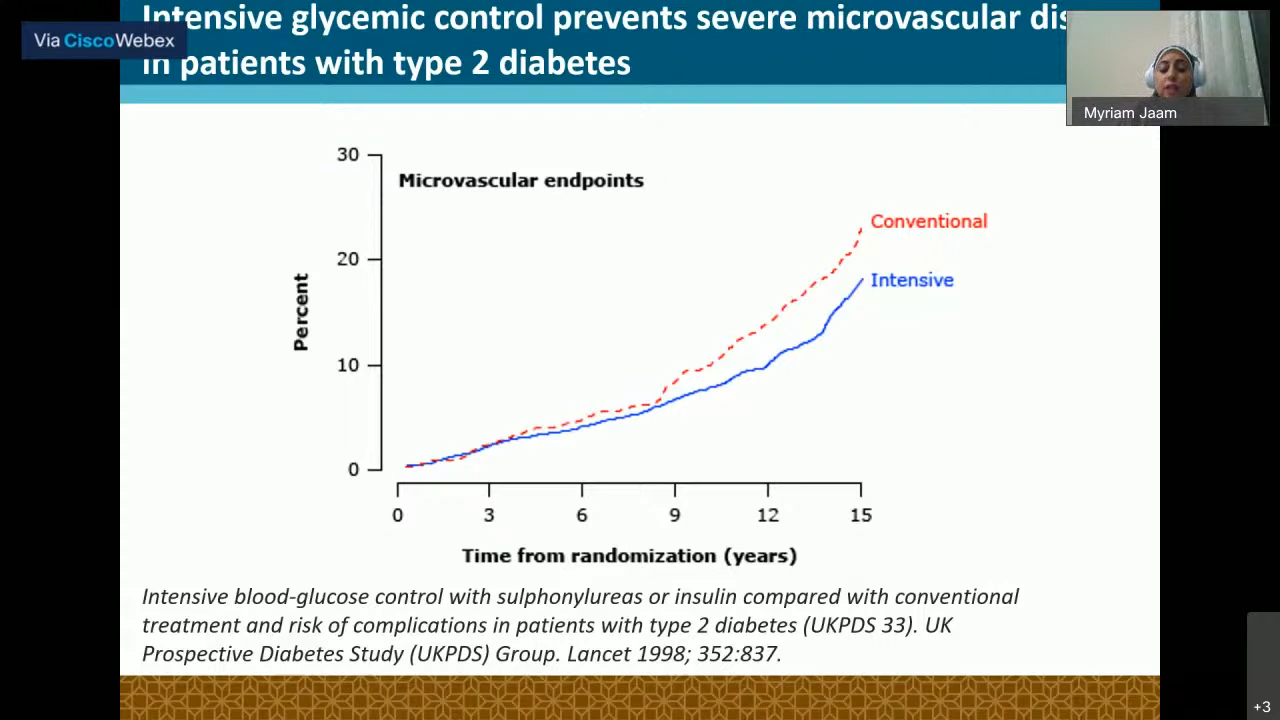 Intensive glycemic control prevents severe microvascular
in patients with type 2 diabetes
Via CiscoWebex
Myriam Jaam
30
Microvascular endpoints
Conventional
20
Intensive
Percent
10
0
0 3 6 9 12 15
Time from randomization (years)
Intensive blood-glucose control with sulphonylureas or insulin compared with conventional
treatment and risk of complications in patients with type 2 diabetes (UKPDS 33). UK
Prospective Diabetes Study (UKPDS) Group. Lancet 1998; 352:837.
+3